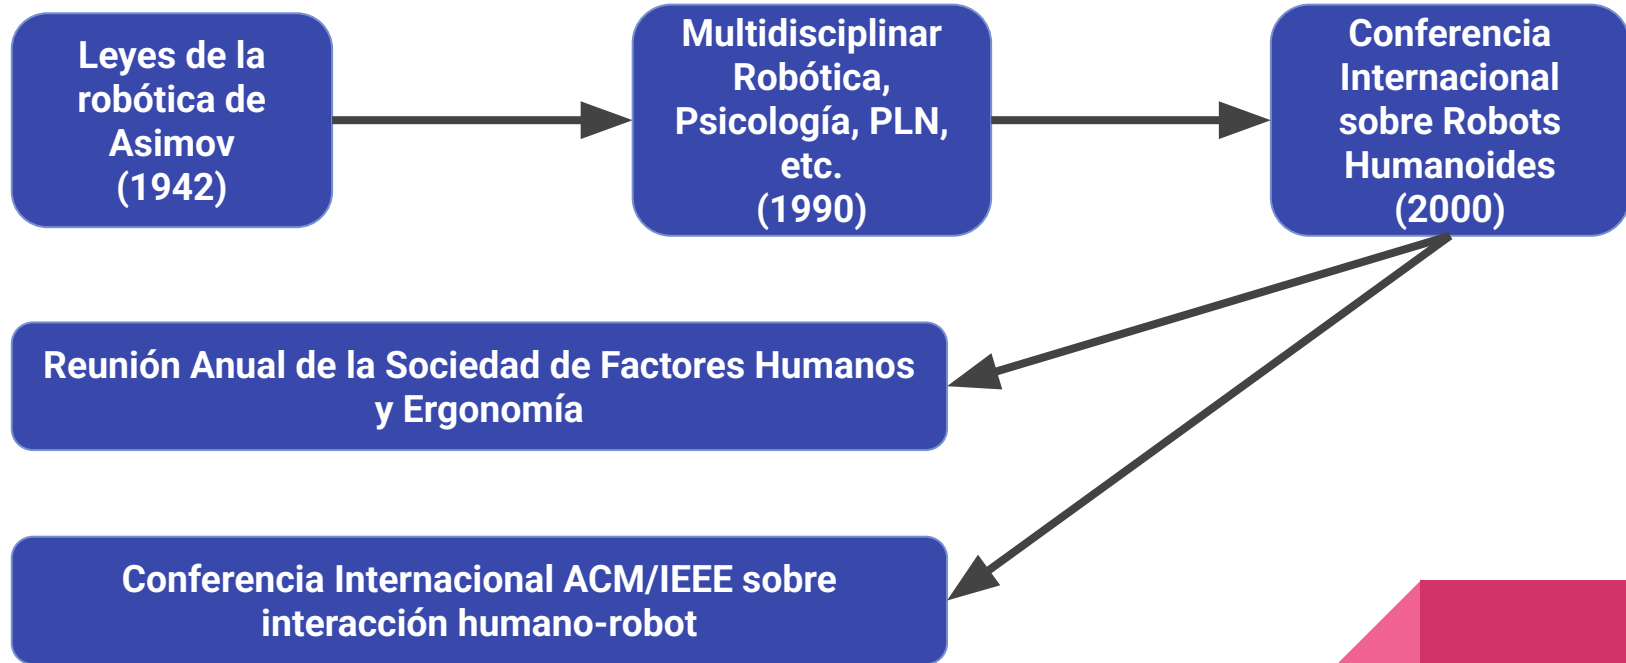 Leyes de la
robótica de
Asimov
(1942)
Multidisciplinar
Robótica,
Psicología, PLN,
etc.
(1990)
Conferencia
Internacional
sobre Robots
Humanoides
(2000)
Reunión Anual de la Sociedad de Factores Humanos
y Ergonomía
Conferencia Internacional ACM/IEEE sobre
interacción humano-robot